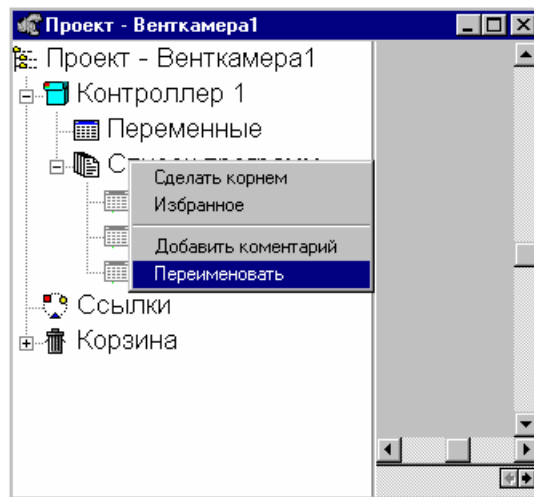 Проект - Венткамера1
Проект - Венткамера1
Контроллер 1
Переменные
Сделать корнем
Избранное
Добавить коментарий
Переименовать
Ссылки
Корзина